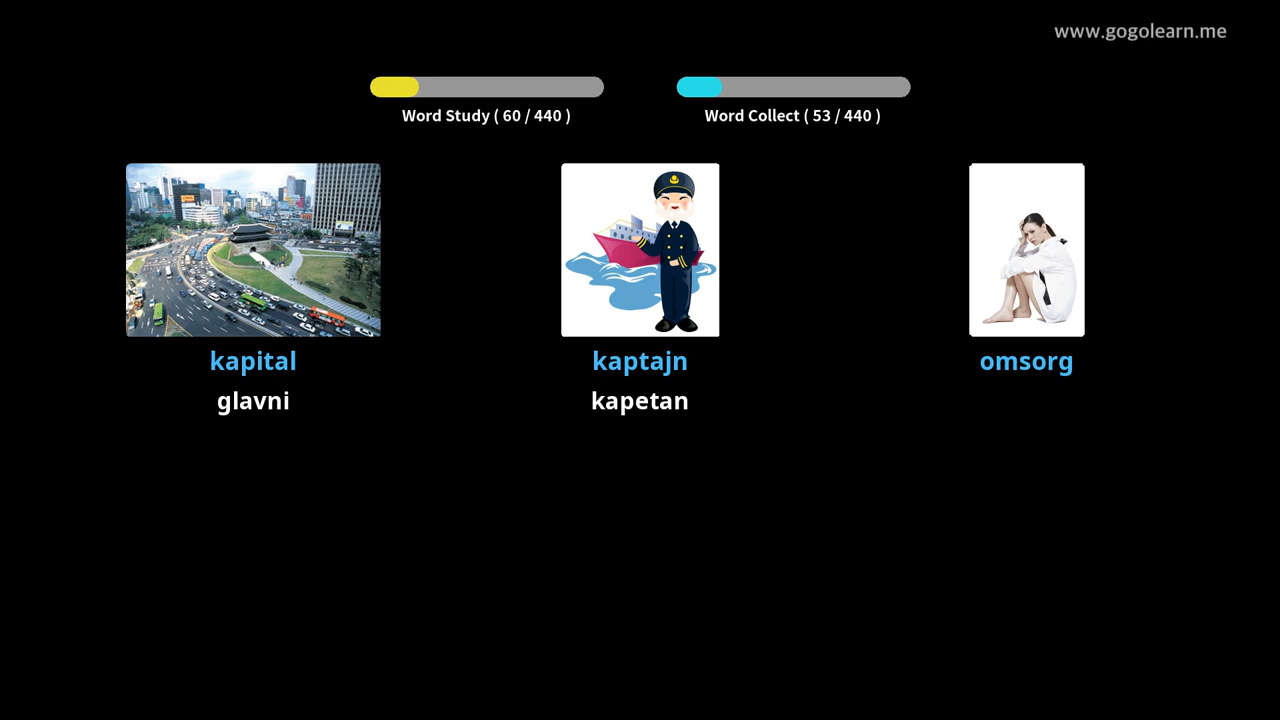 www.gogolearn.me
Word Study ( 60 / 440 )
Word Collect ( 53 / 440 )
kapital
kaptajn
omsorg
glavni
kapetan